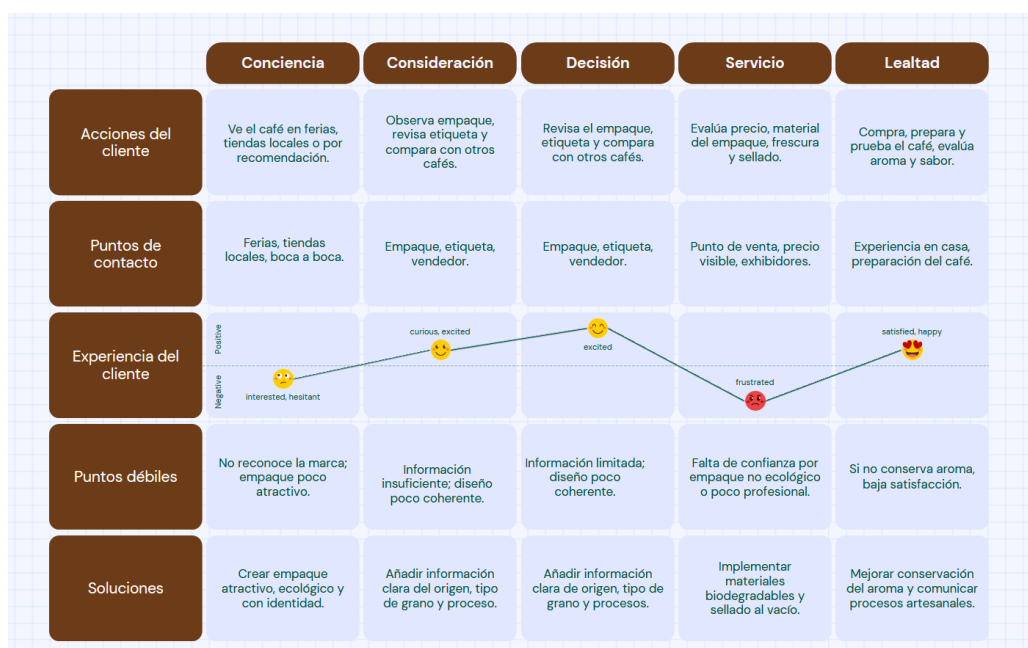 Conciencia
Consideración
Decisión
Servicio
Lealtad
Acciones del
cliente
Ve el café en ferias,
tiendas locales o por
recomendación.
Observa empaque,
revisa etiqueta y
compara con otros
cafés.
Revisa el empaque,
etiqueta y compara
con otros cafés.
Evalúa precio, material
del empaque, frescura
y sellado.
Compra, prepara y
prueba el café, evalúa
aroma y sabor.
Puntos de
contacto
Ferias, tiendas
locales, boca a boca.
Empaque, etiqueta,
vendedor.
Empaque, etiqueta,
vendedor.
Punto de venta, precio
visible, exhibidores.
Experiencia en casa,
preparación del café.
Experiencia del
cliente
Positive
Negative
interested, hesitant
curious, excited
excited
frustrated
satisfied, happy
Puntos débiles
No reconoce la marca;
empaque poco
atractivo.
Información
insuficiente; diseño
poco coherente.
Información limitada;
diseño poco
coherente.
Falta de confianza por
empaque no ecológico
o poco profesional.
Si no conserva aroma,
baja satisfacción.
Soluciones
Crear empaque
atractivo, ecológico y
con identidad.
Añadir información
clara del origen, tipo
de grano y proceso.
Añadir información
clara de origen, tipo de
grano y procesos.
Implementar
materiales
biodegradables y
sellado al vacío.
Mejorar conservación
del aroma y comunicar
procesos artesanales.